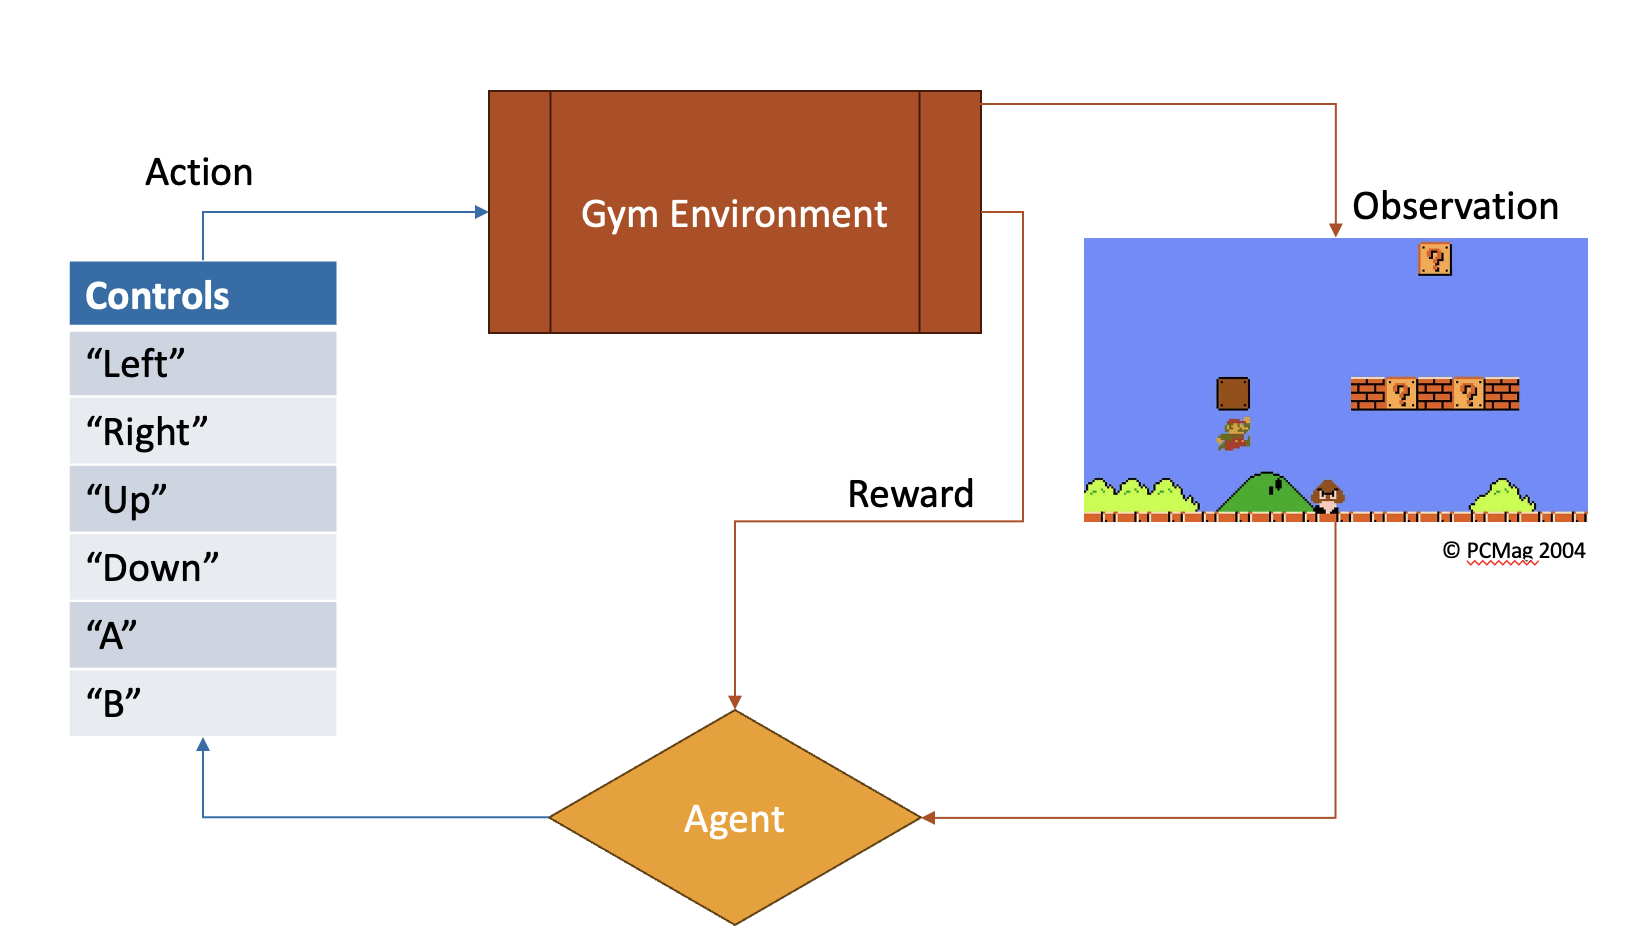 Action
Gym Environment
Observation
Controls
“Left”
“Right”
“Up”
“Down”
“A”
“B”
?
? ?
Reward
© PCMag 2004
Agent